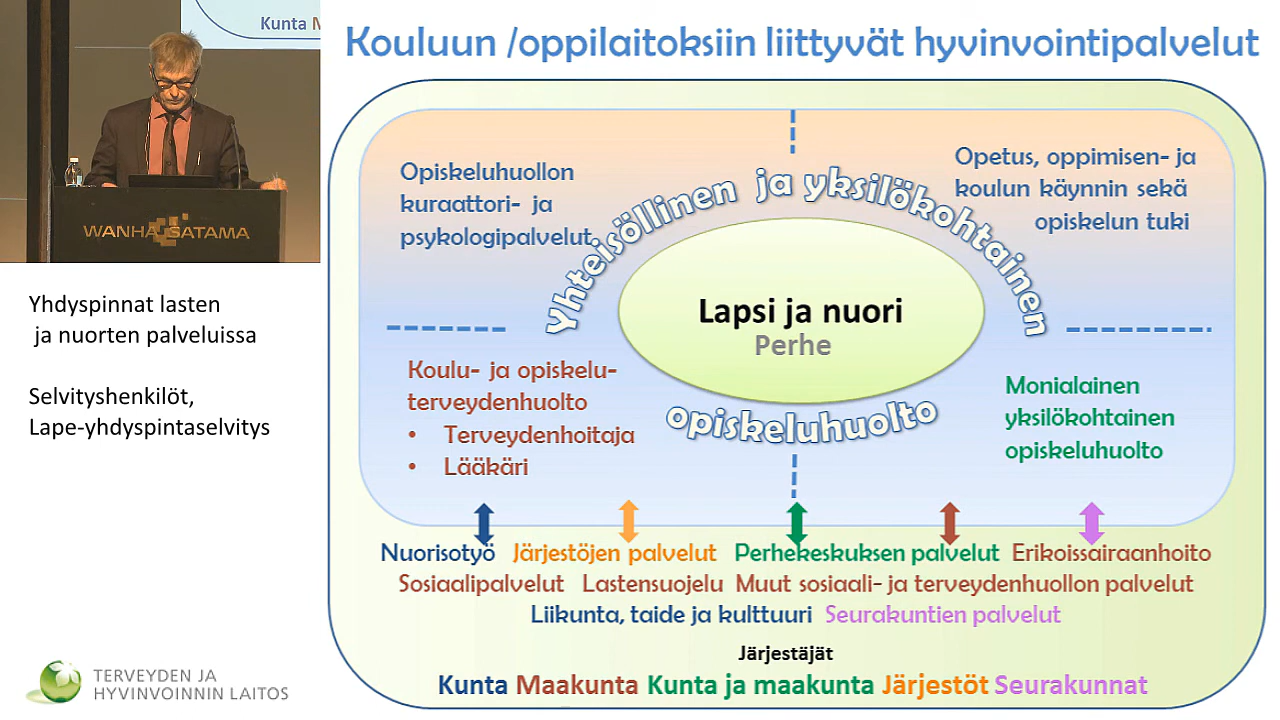 Kunta M
WANHA SATAMA
Yhdyspinnat lasten
ja nuorten palveluissa
Selvityshenkilöt,
Lape-yhdyspintaselvitys
TERVEYDEN JA
HYVINVOINNIN LAITOS
Kouluun /oppilaitoksiin liittyvät hyvinvointipalvelut
Opiskeluhuollon
kuraattori- ja
psykologipalvelut
Yhteisöllinen ja yksilökohtainen
Opetus, oppimisen- ja
koulun käynnin sekä
opiskelun tuki
Lapsi ja nuori
Perhe
Koulu- ja opiskelu-
terveydenhuolto
• Terveydenhoitaja
• Lääkäri
opiskeluhuolto
Monialainen
yksilökohtainen
opiskeluhuolto
Nuorisotyö Järjestöjen palvelut Perhekeskuksen palvelut Erikoissairaanhoito
Sosiaalipalvelut Lastensuojelu Muut sosiaali- ja terveydenhuollon palvelut
Liikunta, taide ja kulttuuri Seurakuntien palvelut
Järjestäjät
Kunta Maakunta Kunta ja maakunta Järjestöt Seurakunnat